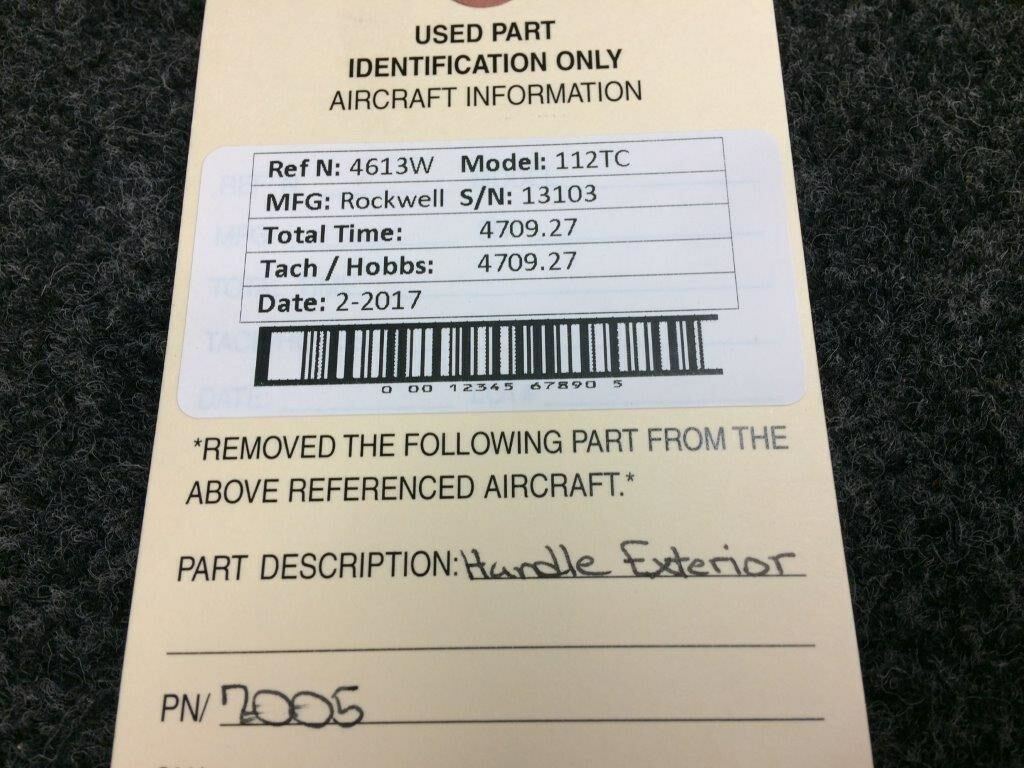 USED PART
IDENTIFICATION ONLY
AIRCRAFT INFORMATION
Ref N: 4613W Model: 112TC
MFG: Rockwell S/N: 13103
Total Time: 4709.27
Tach / Hobbs: 4709.27
Date: 2-2017
0 00 12345 67890 5
*REMOVED THE FOLLOWING PART FROM THE
ABOVE REFERENCED AIRCRAFT.*
PART DESCRIPTION: Handle Exterior
PN/ 7005